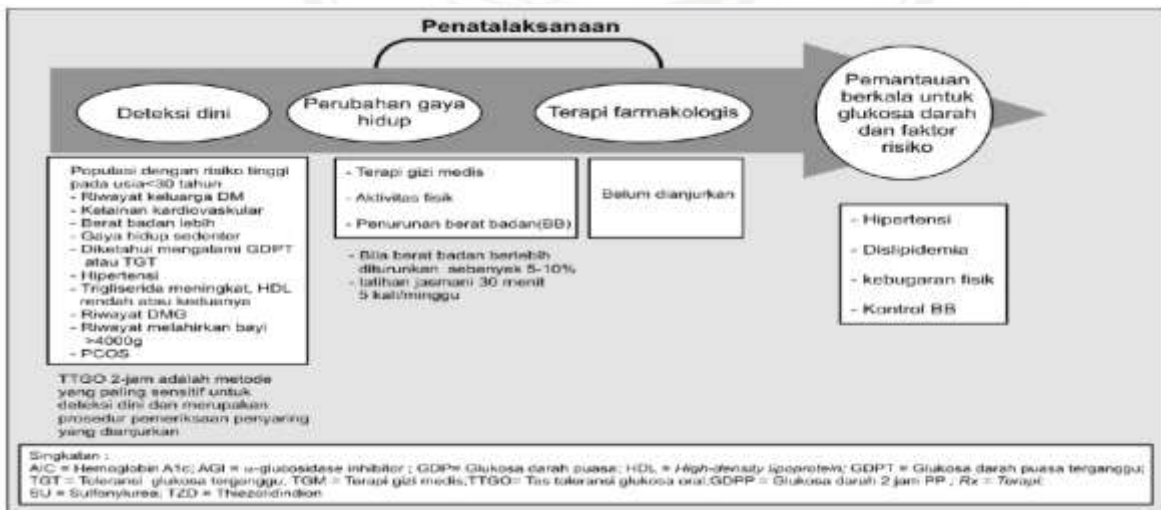 Penatalaksanaan
Deteksi dini
Perubahan gaya
hidup
Terapi farmakologis
Pemantauan
berkala untuk
glukosa darah
dan faktor
risiko
Populasi dengan risiko tinggi
pada usia<30 tahun
- Riwayat keluarga DM
- Kelainan kardiovaskular
- Berat badan lebih
- Gaya hidup sedentor
- Diketahui mengalami GDPT
atau TGT
- Hipertensi
- Trigliserida meningkat, HDL
rendah atau keduanya
- Riwayat DMG
- Riwayat melahirkan bayi
>4000g
- PCOS
TTGO 2-jam adalah metode
yang paling sensitif untuk
deteksi dini dan merupakan
prosedur pemeriksaan penyaring
yang dianjurkan
- Terapi gizi medis
- Aktivitas fisik
- Penurunan berat badan(BB)
- Bila berat badan berlebih
diturunkan sebanyak 5-10%
- latihan jasmani 30 menit
5 kali/minggu
Belum dianjurkan
- Hipertensi
- Dislipidemia
- kebugaran fisik
- Kontrol BB
Singkatan :
A1C = Hemoglobin A1c; AGI = α-glucosidase inhibitor ; GDP= Glukosa darah puasa; HDL = High-density lipoprotein; GDPT = Glukosa darah puasa terganggu;
TGT = Toleransi glukosa terganggu, TGM = Terapi gizi medis,TTGO= Tes toleransi glukosa oral,GDPP = Glukosa darah 2 jam PP , Rx = Terapi;
SU = Sulfonylurea; TZD = Thiazolidindion